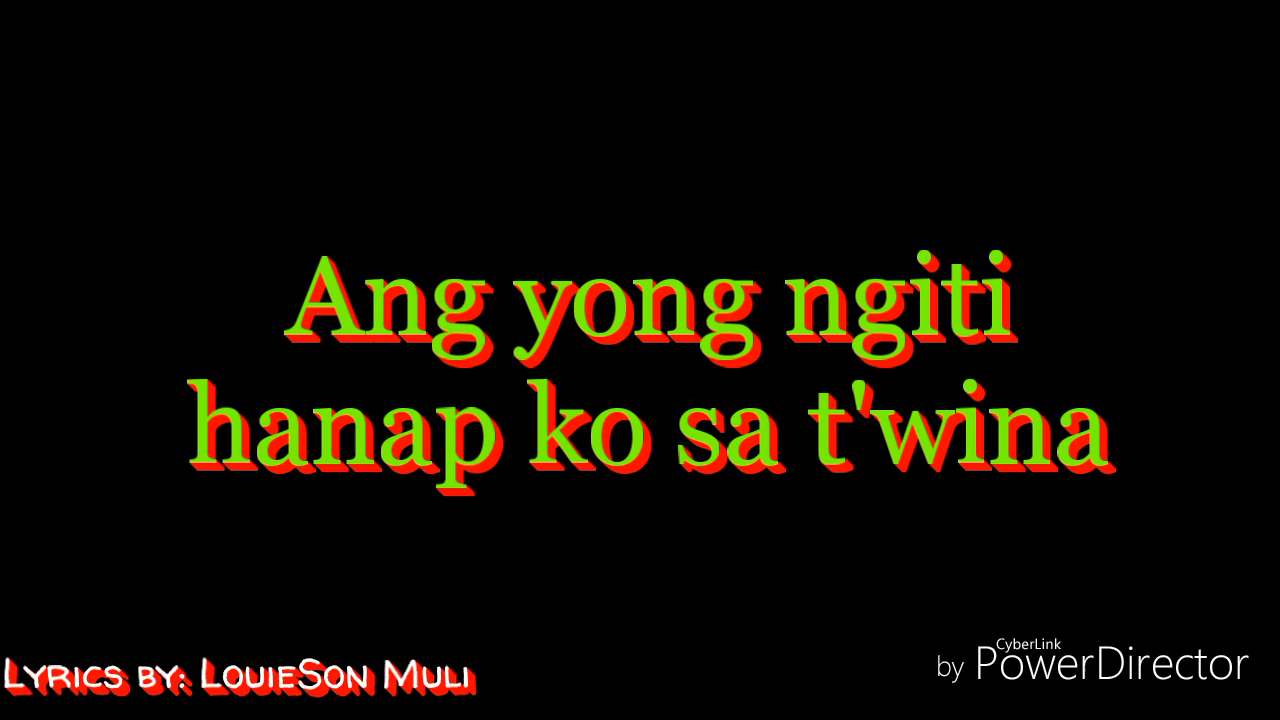 Ang yong ngiti
hanap ko sa t'wina
Lyrics by: LouieSon Muli
CyberLink
by PowerDirector